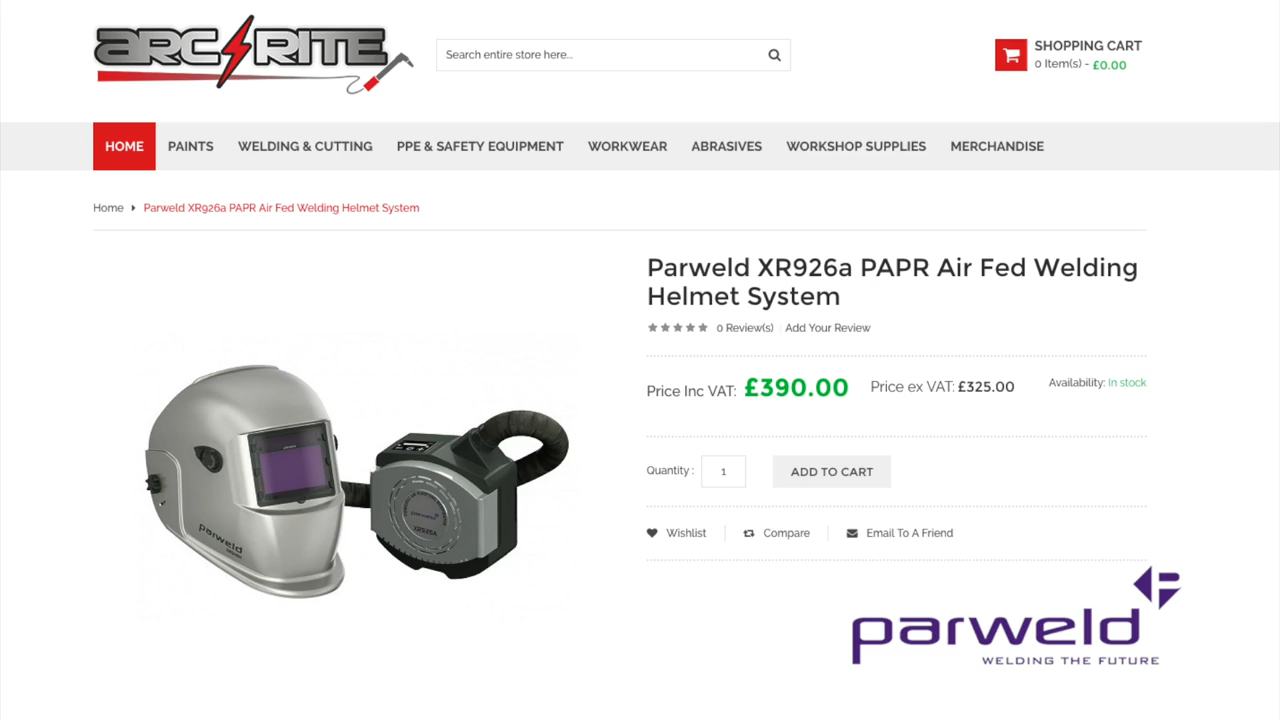 ARC RITE
Search entire store here...
SHOPPING CART
0 Item(s) - £0.00
HOME PAINTS WELDING & CUTTING PPE & SAFETY EQUIPMENT WORKWEAR ABRASIVES WORKSHOP SUPPLIES MERCHANDISE
Home Parweld XR926a PAPR Air Fed Welding Helmet System
Parweld XR926a PAPR Air Fed Welding
Helmet System
0 Review(s) Add Your Review
Price Inc VAT: £390.00 Price ex VAT: £325.00 Availability: In stock
Quantity : 1 ADD TO CART
Wishlist Compare Email To A Friend
parweld
parweld
XR926A
parweld
WELDING THE FUTURE